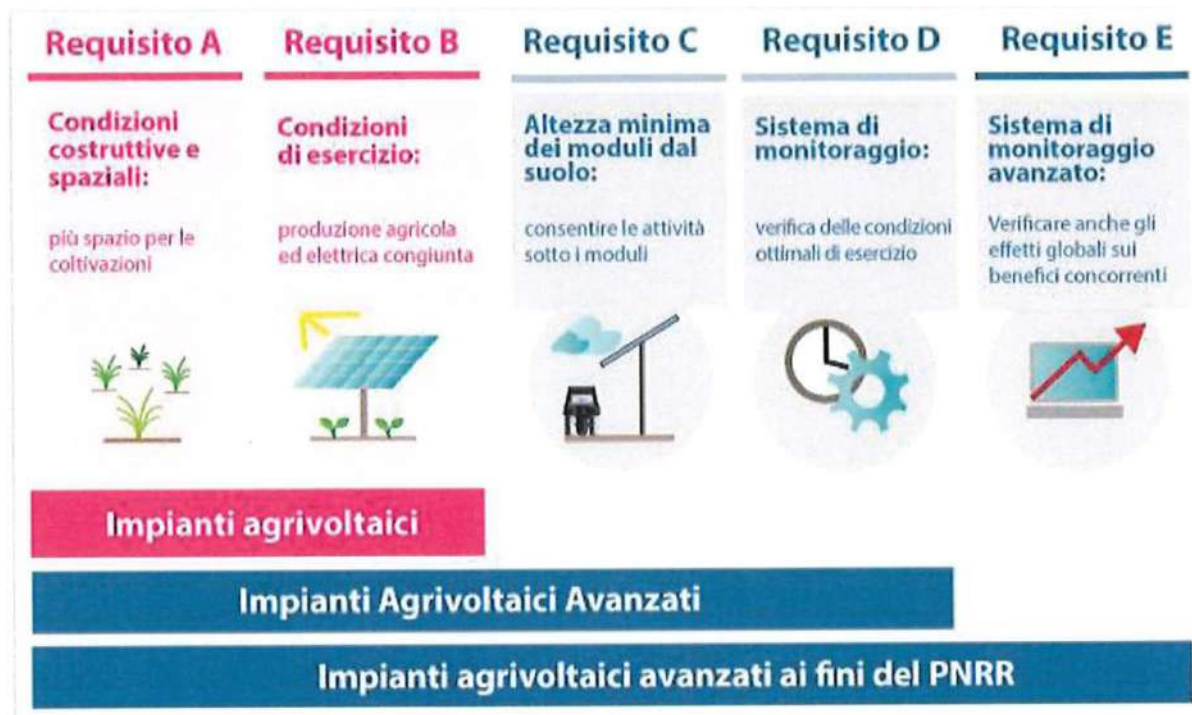 Requisito A
Requisito B
Requisito C
Requisito D
Requisito E
Condizioni
costruttive e
spaziali:
più spazio per le
coltivazioni
Condizioni
di esercizio:
produzione agricola
ed elettrica congiunta
Altezza minima
dei moduli dal
suolo:
consentire le attività
sotto i moduli
Sistema di
monitoraggio:
verifica delle condizioni
ottimali di esercizio
Sistema di
monitoraggio
avanzato:
Verificare anche gli
effetti globali sui
benefici concorrenti
Impianti agrivoltaici
Impianti Agrivoltaici Avanzati
Impianti agrivoltaici avanzati ai fini del PNRR